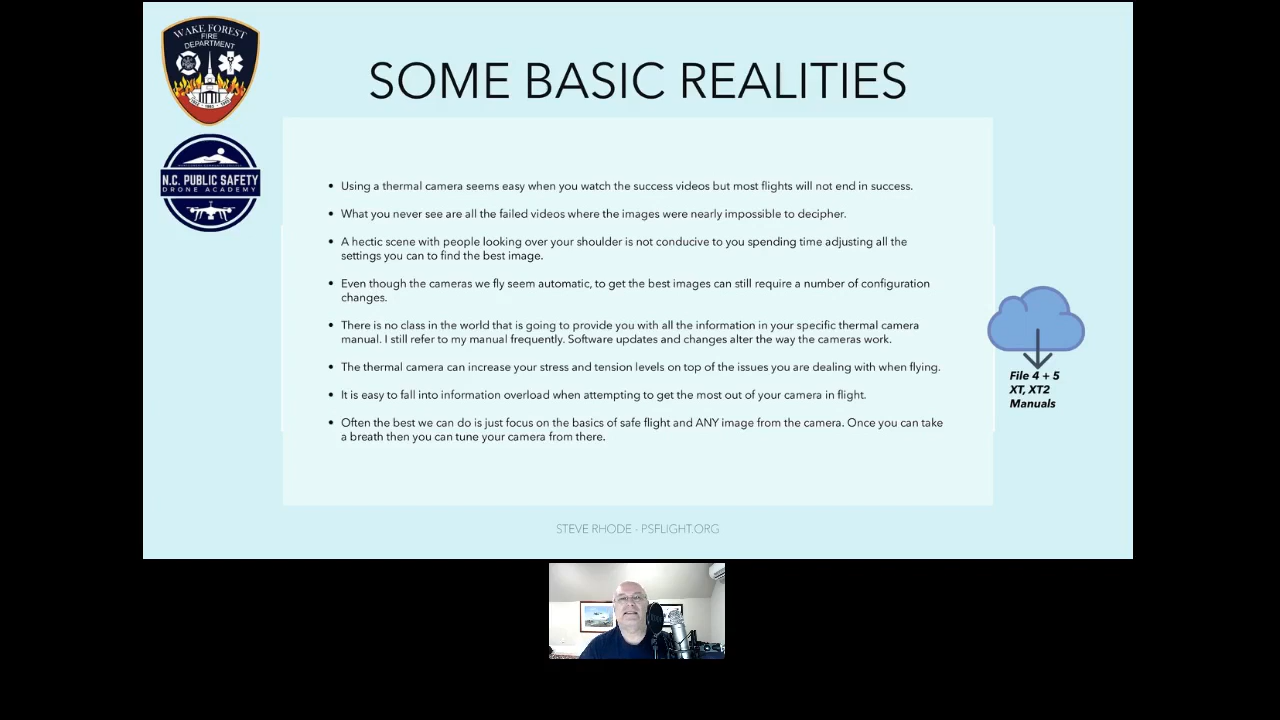 WAKE FOREST
FIRE
DEPARTMENT
N.C. PUBLIC SAFETY
DRONE ACADEMY
SOME BASIC REALITIES
• Using a thermal camera seems easy when you watch the success videos but most flights will not end in success.
• What you never see are all the failed videos where the images were nearly impossible to decipher.
• A hectic scene with people looking over your shoulder is not conducive to you spending time adjusting all the
settings you can to find the best image.
• Even though the cameras we fly seem automatic, to get the best images can still require a number of configuration
changes.
• There is no class in the world that is going to provide you with all the information in your specific thermal camera
manual. I still refer to my manual frequently. Software updates and changes alter the way the cameras work.
• The thermal camera can increase your stress and tension levels on top of the issues you are dealing with when flying.
• It is easy to fall into information overload when attempting to get the most out of your camera in flight.
• Often the best we can do is just focus on the basics of safe flight and ANY image from the camera. Once you can take
a breath then you can tune your camera from there.
File 4 + 5
XT, XT2
Manuals
STEVE RHODE - PSFLIGHT.ORG